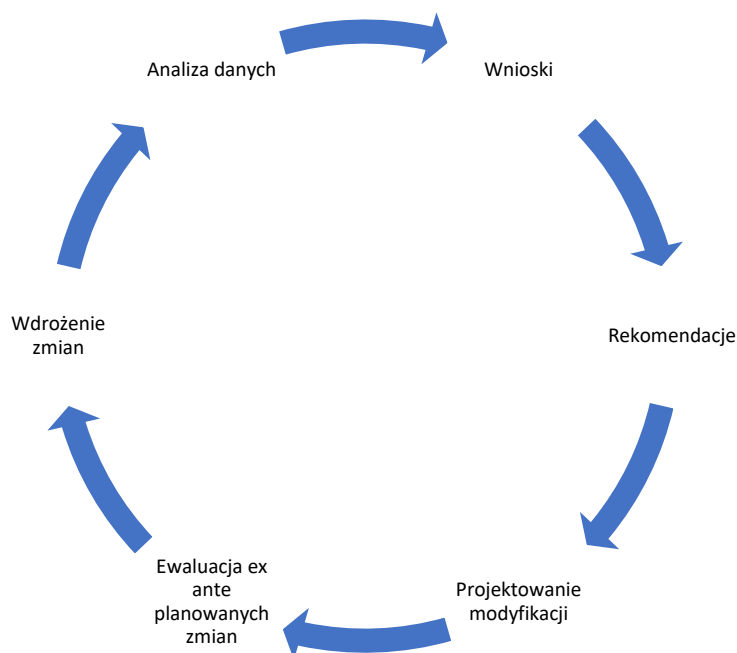 Analiza danych
Wnioski
Rekomendacje
Projektowanie
modyfikacji
Ewaluacja ex
ante
planowanych
zmian
Wdrożenie
zmian